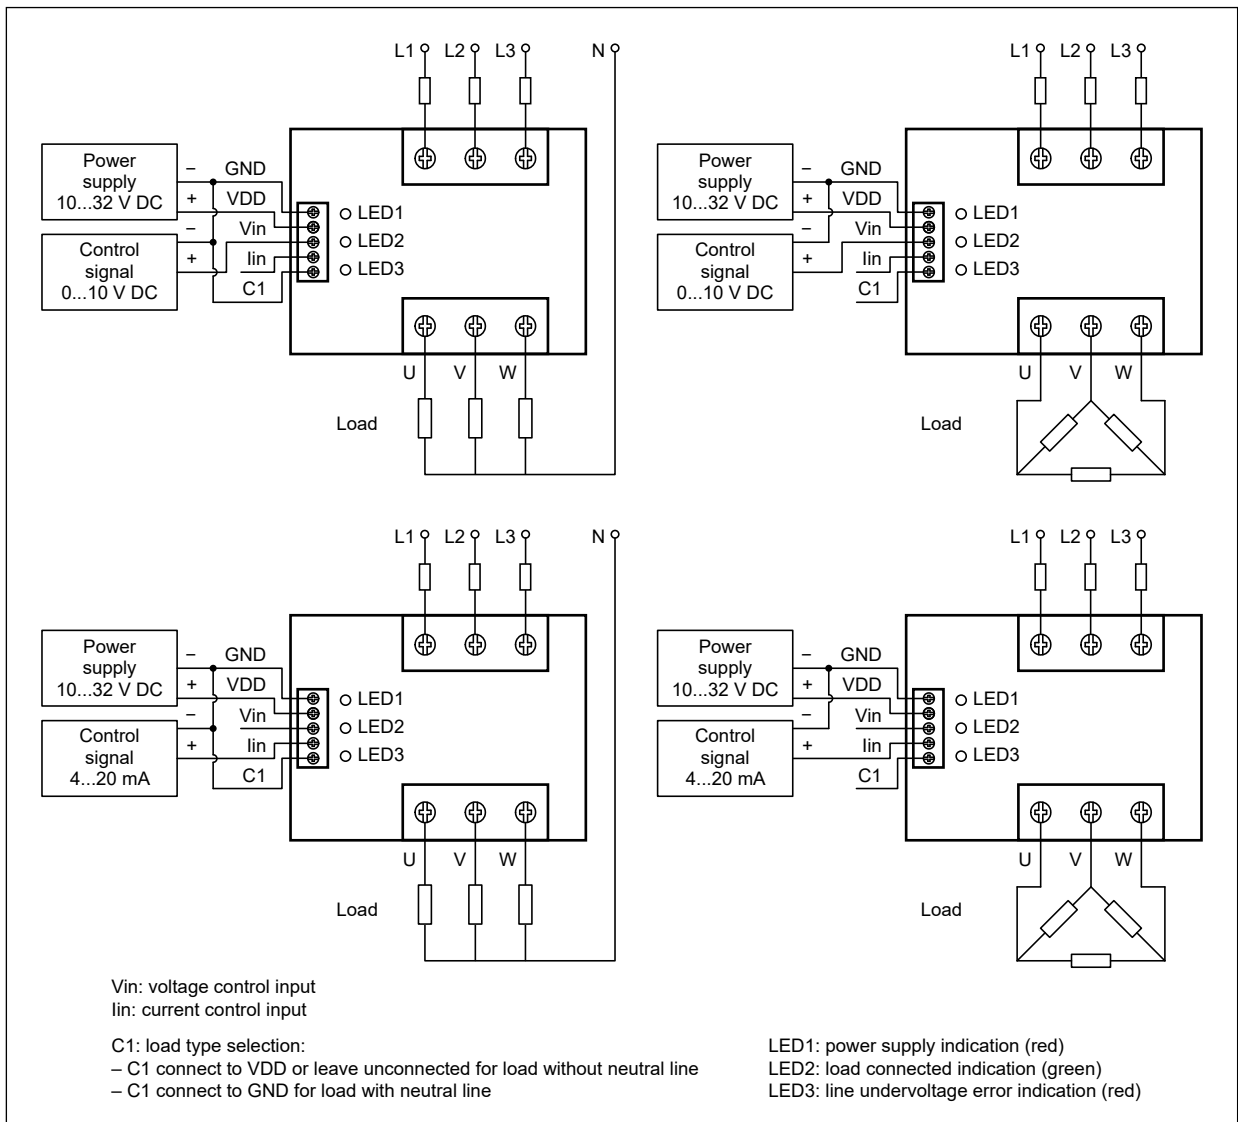 L1 L2 L3 N
Power
supply
10...32 V DC
– GND
+ VDD
– Vin
+ Iin
C1
Control
signal
0...10 V DC
LED1
LED2
LED3
U V W
Load
L1 L2 L3
Power
supply
10...32 V DC
– GND
+ VDD
– Vin
+ Iin
C1
Control
signal
0...10 V DC
LED1
LED2
LED3
U V W
Load
L1 L2 L3 N
Power
supply
10...32 V DC
– GND
+ VDD
– Vin
+ Iin
C1
Control
signal
4...20 mA
LED1
LED2
LED3
U V W
Load
L1 L2 L3
Power
supply
10...32 V DC
– GND
+ VDD
– Vin
+ Iin
C1
Control
signal
4...20 mA
LED1
LED2
LED3
U V W
Load
Vin: voltage control input
Iin: current control input
C1: load type selection:
– C1 connect to VDD or leave unconnected for load without neutral line
– C1 connect to GND for load with neutral line
LED1: power supply indication (red)
LED2: load connected indication (green)
LED3: line undervoltage error indication (red)